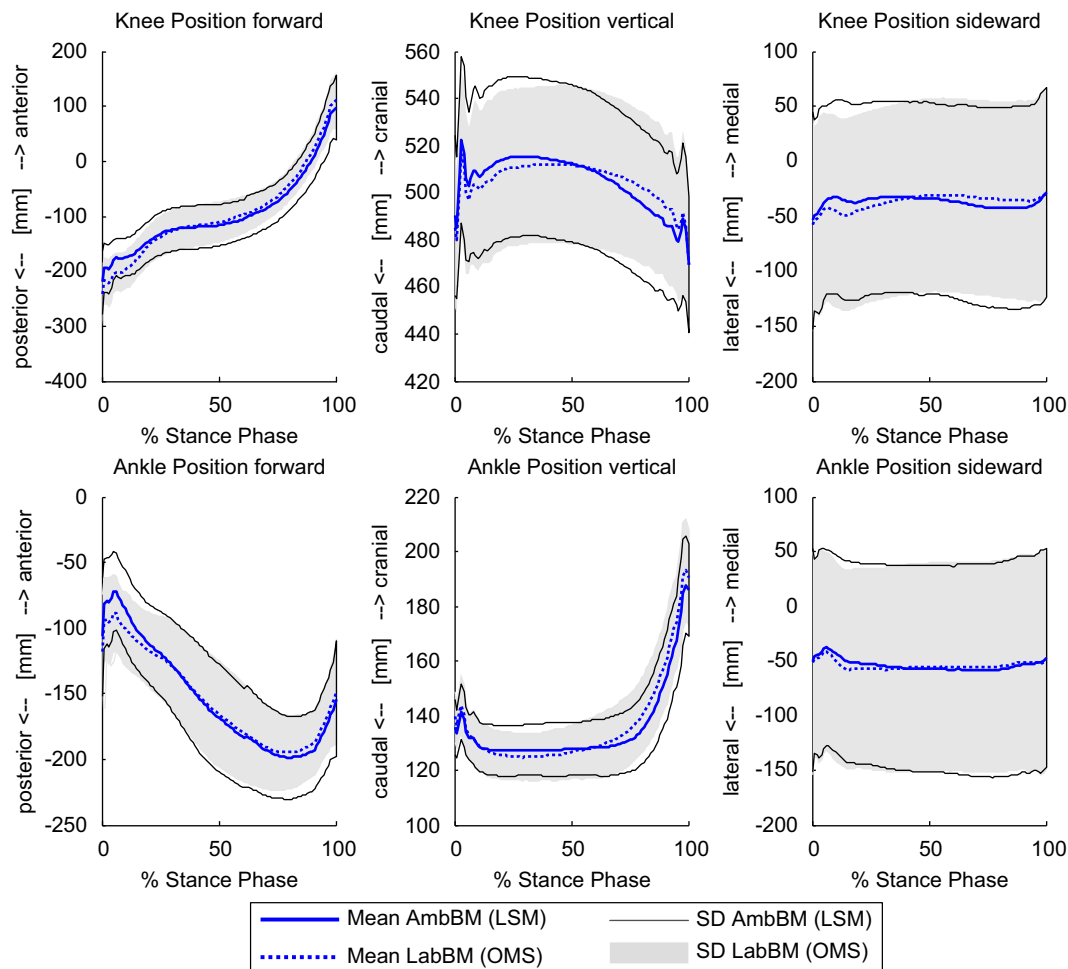 Knee Position forward
Knee Position vertical
Knee Position sideward
posterior <-- [mm] --> anterior
200
100
0
-100
-200
-300
-400
0
50
100
% Stance Phase
caudal <-- [mm] --> cranial
560
540
520
500
480
460
440
420
0
50
100
% Stance Phase
lateral <-- [mm] --> medial
100
50
0
-50
-100
-150
-200
0
50
100
% Stance Phase
Ankle Position forward
Ankle Position vertical
Ankle Position sideward
posterior <-- [mm] --> anterior
0
-50
-100
-150
-200
-250
0
50
100
% Stance Phase
caudal <-- [mm] --> cranial
220
200
180
160
140
120
100
0
50
100
% Stance Phase
lateral <-- [mm] --> medial
100
50
0
-50
-100
-150
-200
0
50
100
% Stance Phase
Mean AmbBM (LSM)
SD AmbBM (LSM)
Mean LabBM (OMS)
SD LabBM (OMS)